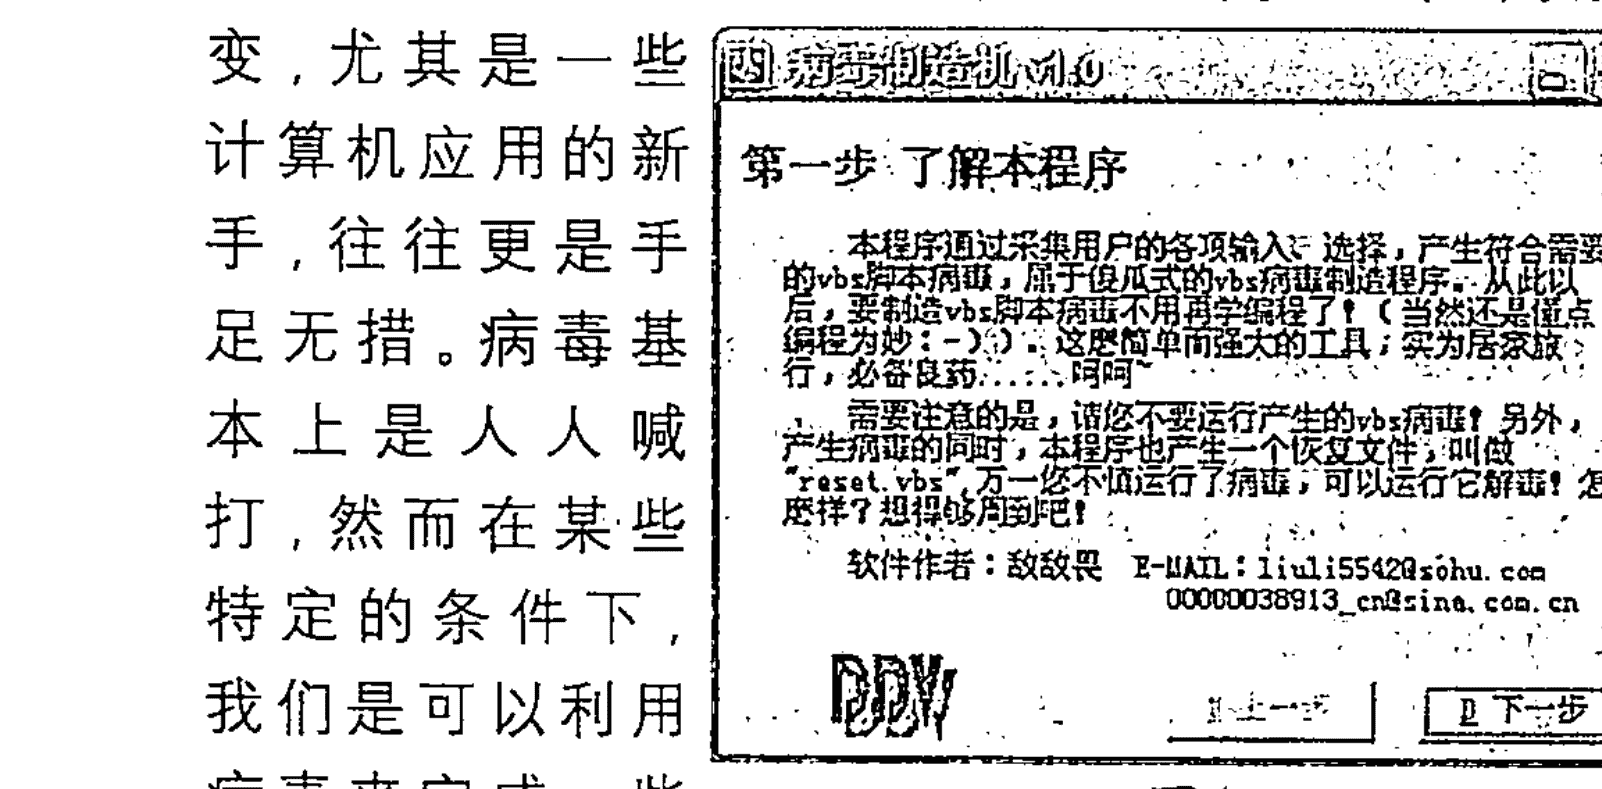 变,尤其是一些
计算机应用的新
手,往往更是手
足无措。病毒基
本上是人人喊
打,然而在某些
特定的条件下,
我们是可以利用
病毒制造机 v1.0
第一步 了解本程序
本程序通过采集用户的各项输入 选择,产生符合需要
的vbs脚本病毒,属于傻瓜式的vbs病毒制造程序。从此以
后,要制造vbs脚本病毒不用再学编程了!(当然还是懂点
编程为妙:-))。这麽简单而强大的工具,实为居家旅
行,必备良药......呵呵~
需要注意的是,请您不要运行产生的vbs病毒!另外,
产生病毒的同时,本程序也产生一个恢复文件,叫做
"reset.vbs",万一您不慎运行了病毒,可以运行它解毒!怎
麽样?想得够周到吧!
软件作者:敌敌畏 E-MAIL:liuli5542@sohu.com
00000038913_cn@sina.com.cn
DDW
上一步
D 下一步